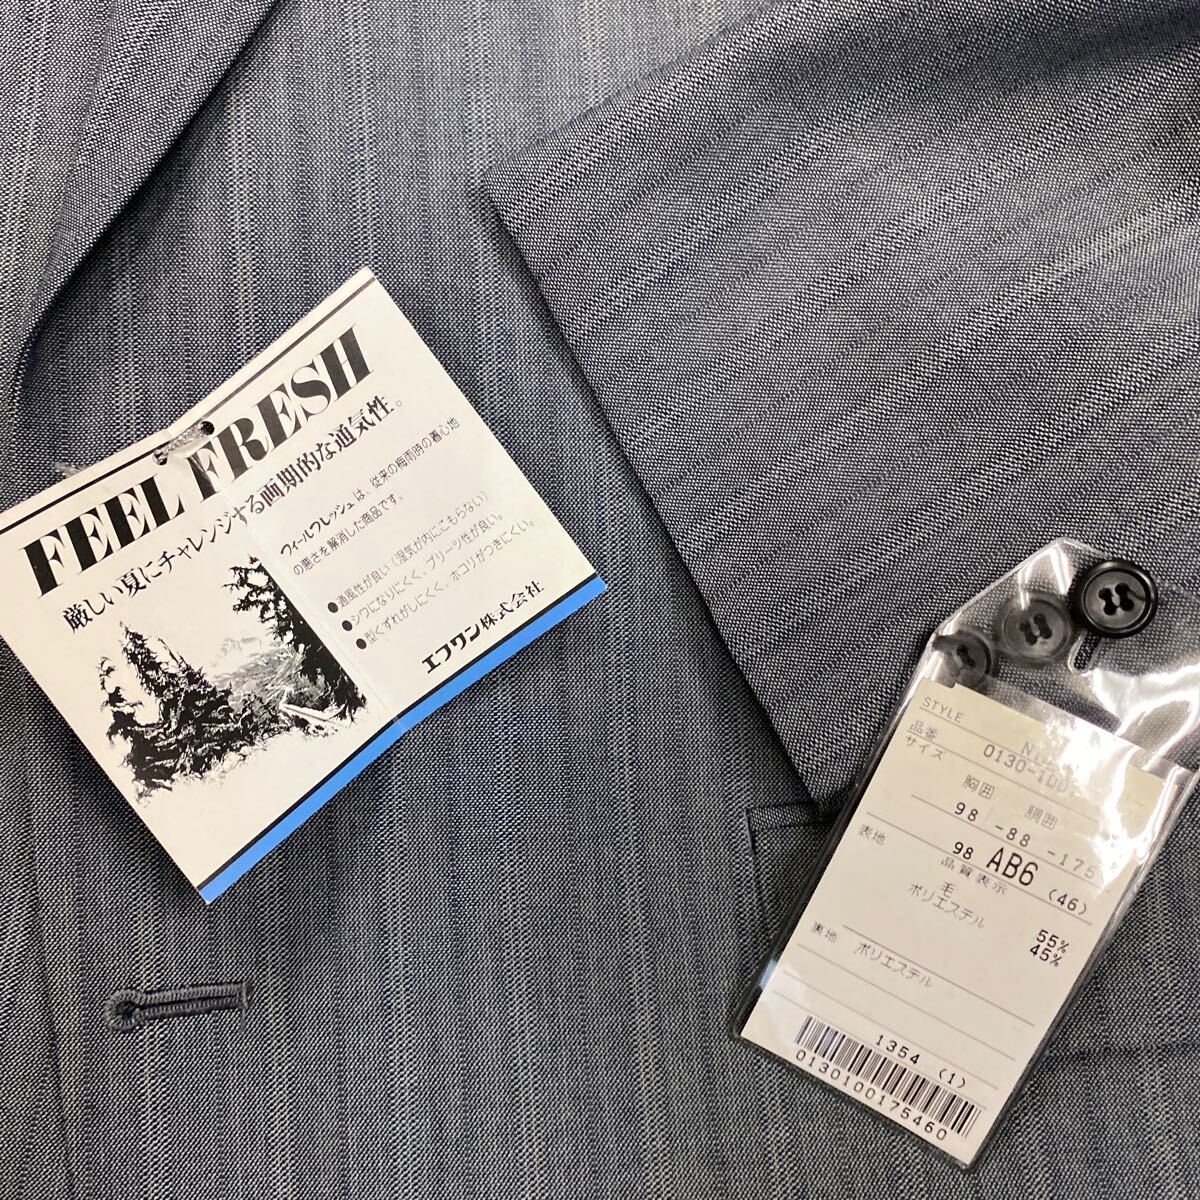 FEEL FRESH
厳しい夏にチャレンジする画期的な通気性。
フィールフレッシュは、従来の梅雨時の着心地
の悪さを解消した商品です。
●通風性が良い（湿気が内にこもらない）
●シワになりにくく、プリーツ性が良い。
●型くずれがしにくく、ホコリがつきにくい。
エフワン株式会社
STYLE
品番
サイズ
0130-100
胸囲 胴囲
98 -88 -175
98 AB6 (46)
表地
品質表示
毛 55%
ポリエステル 45%
裏地 ポリエステル
1354 (1)
0130100175460